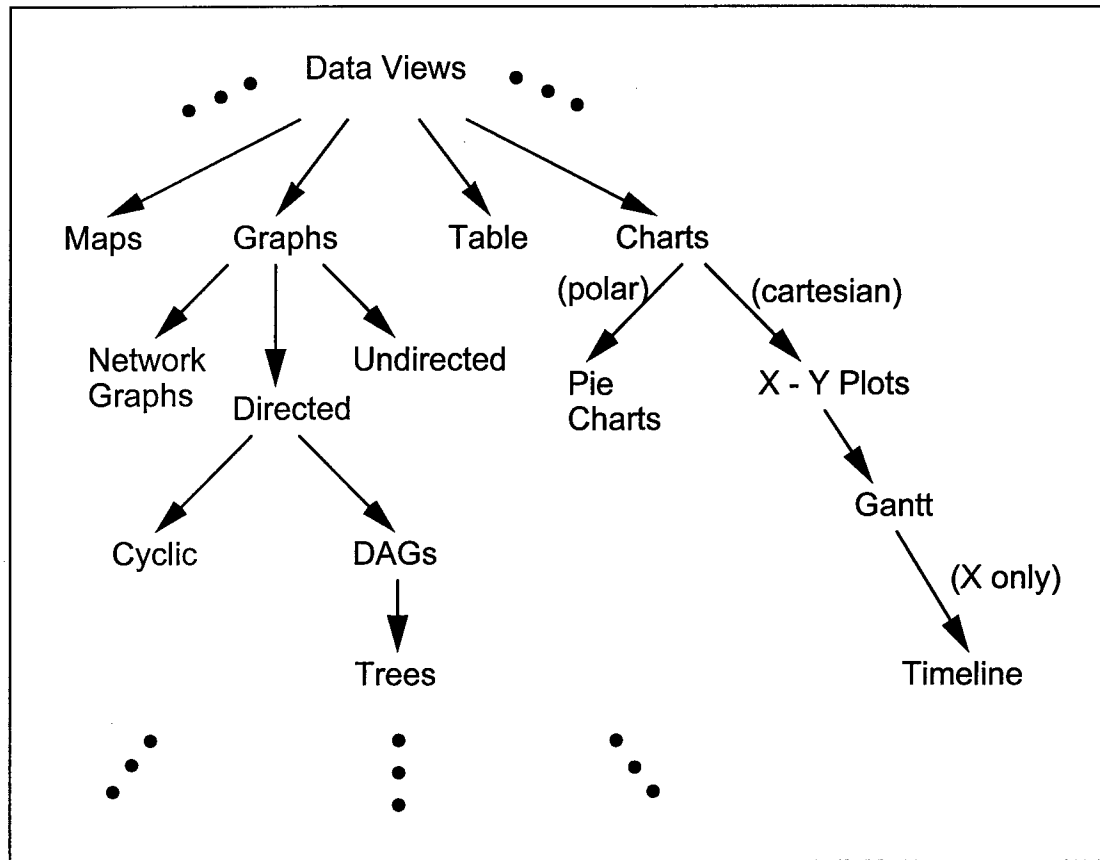 Data Views
Maps
Graphs
Table
Charts
(polar)
(cartesian)
Network
Graphs
Undirected
Directed
Pie
Charts
X - Y Plots
Gantt
Cyclic
DAGs
(X only)
Trees
Timeline